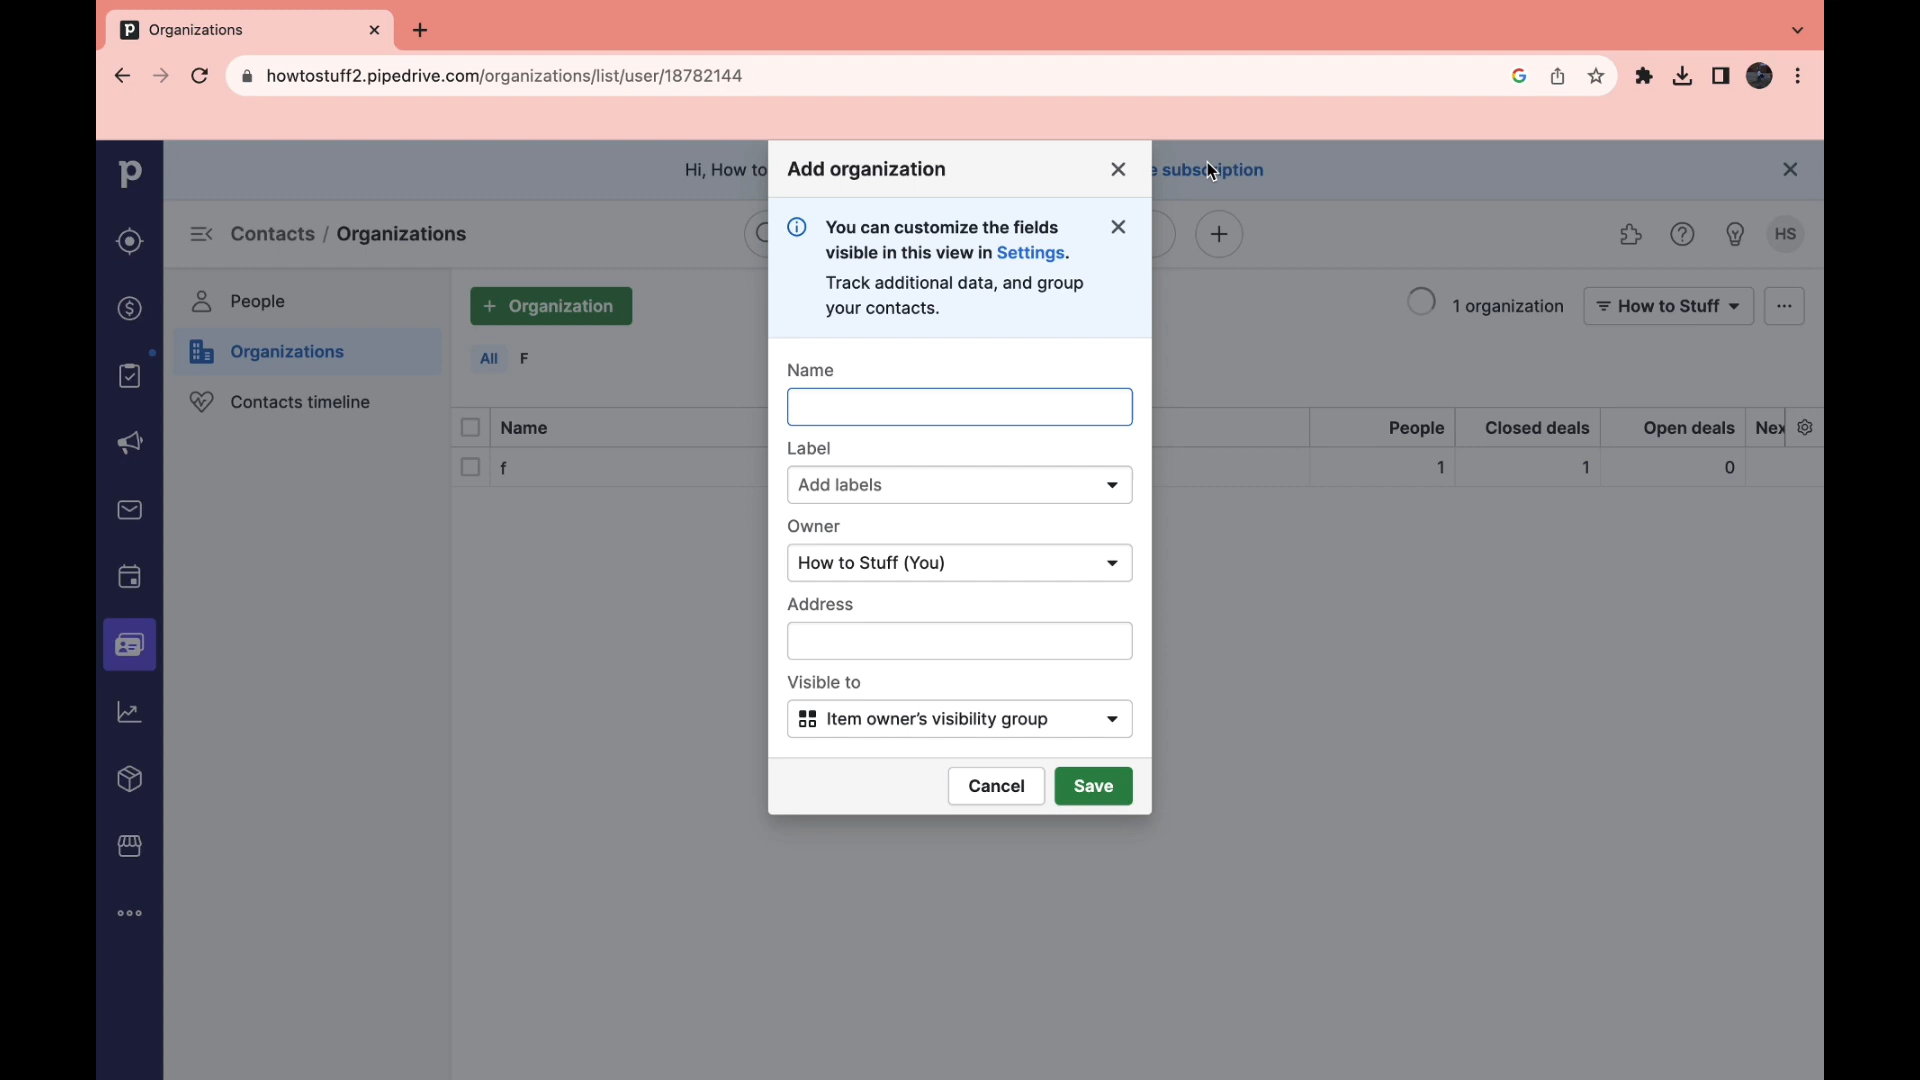 Organizations
howtostuff2.pipedrive.com/organizations/list/user/18782144
Hi, How to
e subscription
Add organization
You can customize the fields
visible in this view in Settings.
Track additional data, and group
your contacts.
Contacts / Organizations
HS
People
Organizations
Contacts timeline
+ Organization
1 organization
How to Stuff
All F
Name
People
Closed deals
Open deals
Nex
f
1
1
0
Name
Label
Add labels
Owner
How to Stuff (You)
Address
Visible to
Item owner's visibility group
Cancel
Save